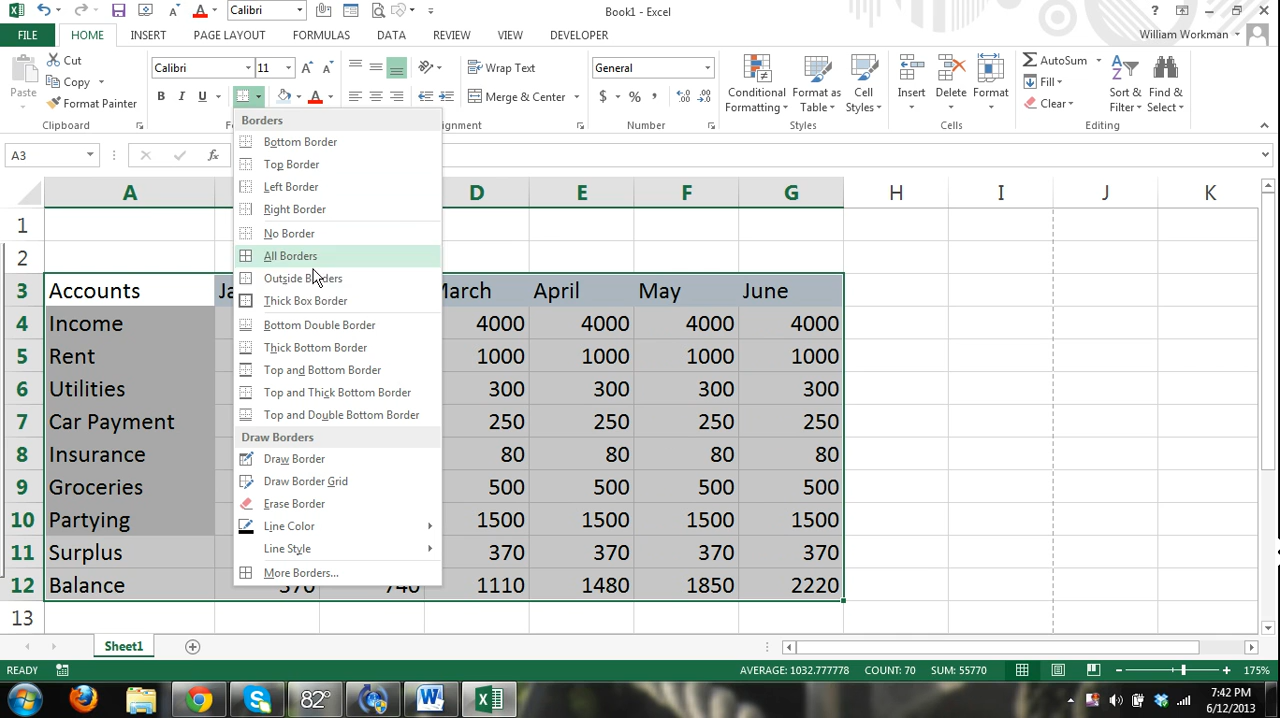 Calibri
Book1 - Excel
?
FILE HOME INSERT PAGE LAYOUT FORMULAS DATA REVIEW VIEW DEVELOPER
William Workman
Paste
Cut
Copy
Format Painter
Clipboard
Calibri 11
B I U A
Wrap Text
Merge & Center
General
$ % ,
Number
Conditional Formatting
Format as Table
Cell Styles
Styles
Insert Delete Format
Cells
AutoSum
Fill
Clear
Sort & Filter
Find & Select
Editing
A3
fx
Borders
Bottom Border
Top Border
Left Border
Right Border
No Border
All Borders
Outside Borders
Thick Box Border
Bottom Double Border
Thick Bottom Border
Top and Bottom Border
Top and Thick Bottom Border
Top and Double Bottom Border
Draw Borders
Draw Border
Draw Border Grid
Erase Border
Line Color
Line Style
More Borders...
A D E F G H I J K
1
2
3 Accounts March April May June
4 Income 4000 4000 4000 4000
5 Rent 1000 1000 1000 1000
6 Utilities 300 300 300 300
7 Car Payment 250 250 250 250
8 Insurance 80 80 80 80
9 Groceries 500 500 500 500
10 Partying 1500 1500 1500 1500
11 Surplus 370 370 370 370
12 Balance 370 740 1110 1480 1850 2220
13
Sheet1
READY
AVERAGE: 1032.777778 COUNT: 70 SUM: 55770
175%
82°
7:42 PM
6/12/2013